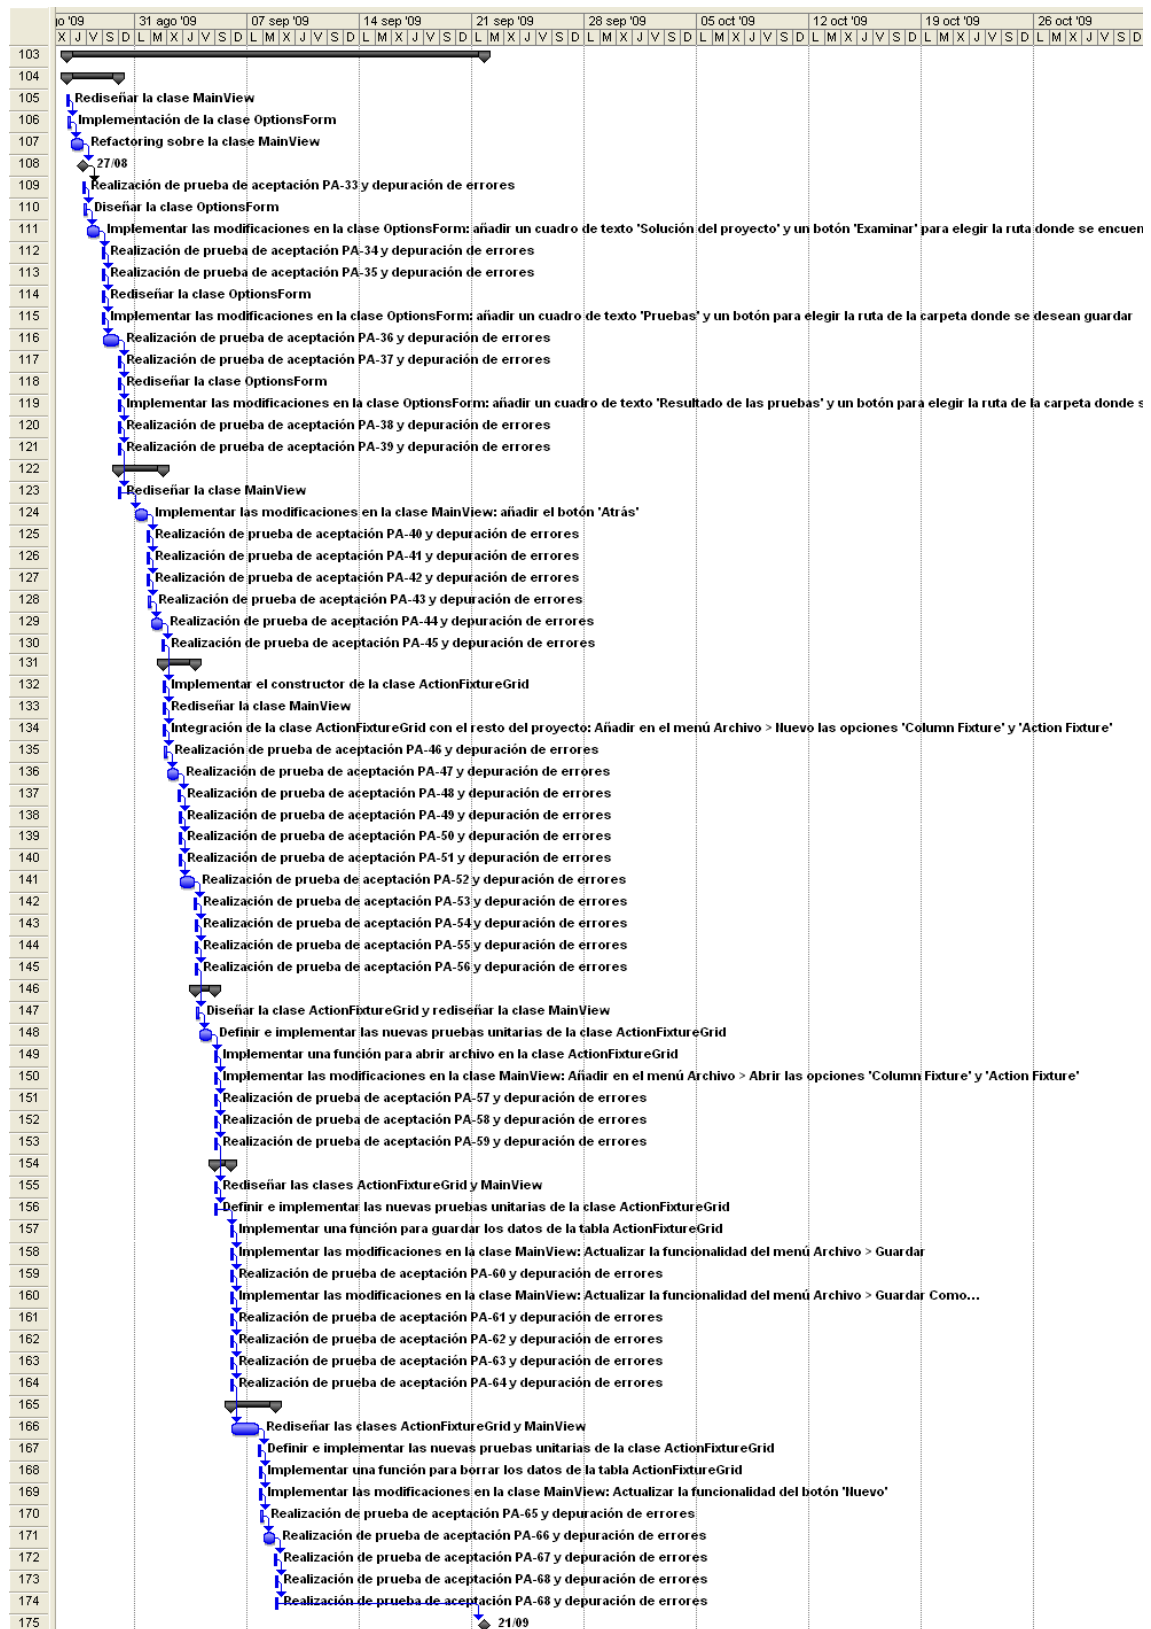 jo '09 31 ago '09 07 sep '09 14 sep '09 21 sep '09 28 sep '09 05 oct '09 12 oct '09 19 oct '09 26 oct '09
X J V S D L M X J V S D L M X J V S D L M X J V S D L M X J V S D L M X J V S D L M X J V S D L M X J V S D L M X J V S D L M X J V S D
103
104
105 Rediseñar la clase MainView
106 Implementación de la clase OptionsForm
107 Refactoring sobre la clase MainView
108 27/08
109 Realización de prueba de aceptación PA-33 y depuración de errores
110 Diseñar la clase OptionsForm
111 Implementar las modificaciones en la clase OptionsForm: añadir un cuadro de texto 'Solución del proyecto' y un botón 'Examinar' para elegir la ruta donde se encuen
112 Realización de prueba de aceptación PA-34 y depuración de errores
113 Realización de prueba de aceptación PA-35 y depuración de errores
114 Rediseñar la clase OptionsForm
115 Implementar las modificaciones en la clase OptionsForm: añadir un cuadro de texto 'Pruebas' y un botón para elegir la ruta de la carpeta donde se desean guardar
116 Realización de prueba de aceptación PA-36 y depuración de errores
117 Realización de prueba de aceptación PA-37 y depuración de errores
118 Rediseñar la clase OptionsForm
119 Implementar las modificaciones en la clase OptionsForm: añadir un cuadro de texto 'Resultado de las pruebas' y un botón para elegir la ruta de la carpeta donde s
120 Realización de prueba de aceptación PA-38 y depuración de errores
121 Realización de prueba de aceptación PA-39 y depuración de errores
122
123 Rediseñar la clase MainView
124 Implementar las modificaciones en la clase MainView: añadir el botón 'Atrás'
125 Realización de prueba de aceptación PA-40 y depuración de errores
126 Realización de prueba de aceptación PA-41 y depuración de errores
127 Realización de prueba de aceptación PA-42 y depuración de errores
128 Realización de prueba de aceptación PA-43 y depuración de errores
129 Realización de prueba de aceptación PA-44 y depuración de errores
130 Realización de prueba de aceptación PA-45 y depuración de errores
131
132 Implementar el constructor de la clase ActionFixtureGrid
133 Rediseñar la clase MainView
134 Integración de la clase ActionFixtureGrid con el resto del proyecto: Añadir en el menú Archivo > Nuevo las opciones 'Column Fixture' y 'Action Fixture'
135 Realización de prueba de aceptación PA-46 y depuración de errores
136 Realización de prueba de aceptación PA-47 y depuración de errores
137 Realización de prueba de aceptación PA-48 y depuración de errores
138 Realización de prueba de aceptación PA-49 y depuración de errores
139 Realización de prueba de aceptación PA-50 y depuración de errores
140 Realización de prueba de aceptación PA-51 y depuración de errores
141 Realización de prueba de aceptación PA-52 y depuración de errores
142 Realización de prueba de aceptación PA-53 y depuración de errores
143 Realización de prueba de aceptación PA-54 y depuración de errores
144 Realización de prueba de aceptación PA-55 y depuración de errores
145 Realización de prueba de aceptación PA-56 y depuración de errores
146
147 Diseñar la clase ActionFixtureGrid y rediseñar la clase MainView
148 Definir e implementar las nuevas pruebas unitarias de la clase ActionFixtureGrid
149 Implementar una función para abrir archivo en la clase ActionFixtureGrid
150 Implementar las modificaciones en la clase MainView: Añadir en el menú Archivo > Abrir las opciones 'Column Fixture' y 'Action Fixture'
151 Realización de prueba de aceptación PA-57 y depuración de errores
152 Realización de prueba de aceptación PA-58 y depuración de errores
153 Realización de prueba de aceptación PA-59 y depuración de errores
154
155 Rediseñar las clases ActionFixtureGrid y MainView
156 Definir e implementar las nuevas pruebas unitarias de la clase ActionFixtureGrid
157 Implementar una función para guardar los datos de la tabla ActionFixtureGrid
158 Implementar las modificaciones en la clase MainView: Actualizar la funcionalidad del menú Archivo > Guardar
159 Realización de prueba de aceptación PA-60 y depuración de errores
160 Implementar las modificaciones en la clase MainView: Actualizar la funcionalidad del menú Archivo > Guardar Como...
161 Realización de prueba de aceptación PA-61 y depuración de errores
162 Realización de prueba de aceptación PA-62 y depuración de errores
163 Realización de prueba de aceptación PA-63 y depuración de errores
164 Realización de prueba de aceptación PA-64 y depuración de errores
165
166 Rediseñar las clases ActionFixtureGrid y MainView
167 Definir e implementar las nuevas pruebas unitarias de la clase ActionFixtureGrid
168 Implementar una función para borrar los datos de la tabla ActionFixtureGrid
169 Implementar las modificaciones en la clase MainView: Actualizar la funcionalidad del botón 'Nuevo'
170 Realización de prueba de aceptación PA-65 y depuración de errores
171 Realización de prueba de aceptación PA-66 y depuración de errores
172 Realización de prueba de aceptación PA-67 y depuración de errores
173 Realización de prueba de aceptación PA-68 y depuración de errores
174 Realización de prueba de aceptación PA-68 y depuración de errores
175 21/09